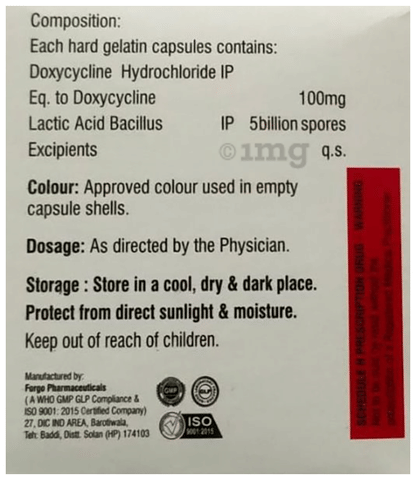 Composition:
Each hard gelatin capsules contains:
Doxycycline Hydrochloride IP
Eq. to Doxycycline 100mg
Lactic Acid Bacillus IP 5billion spores
Excipients q.s.
©1mg
Colour: Approved colour used in empty
capsule shells.
Dosage: As directed by the Physician.
Storage : Store in a cool, dry & dark place.
Protect from direct sunlight & moisture.
Keep out of reach of children.
Manufactured by:
Forgo Pharmaceuticals
( A WHO GMP GLP Compliance &
ISO 9001: 2015 Certified Company)
27, DIC IND AREA, Barotiwala,
Teh: Baddi, Distt. Solan (HP) 174103
GMP
GLP
ISO
9001:2015
SCHEDULE H PRESCRIPTION DRUG WARNING